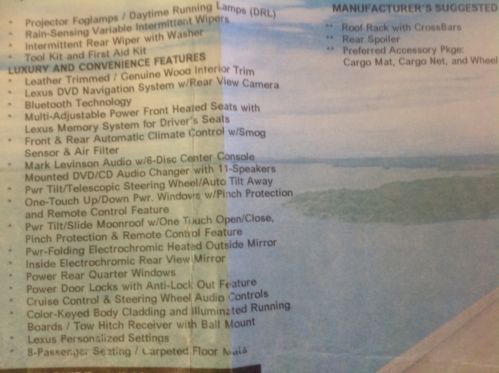 * Projector Foglamps / Daytime Running Lamps (DRL)
* Rain-Sensing Variable Intermittent Wipers
* Intermittent Rear Wiper with Washer
* Tool Kit and First Aid Kit
LUXURY AND CONVENIENCE FEATURES
* Leather Trimmed / Genuine Wood Interior Trim
* Lexus DVD Navigation System w/Rear View Camera
* Bluetooth Technology
* Multi-Adjustable Power Front Heated Seats with
Lexus Memory System for Driver's Seats
* Front & Rear Automatic Climate Control w/Smog
Sensor & Air Filter
* Mark Levinson Audio w/6-Disc Center Console
Mounted DVD/CD Audio Changer with 11-Speakers
* Pwr Tilt/Telescopic Steering Wheel/Auto Tilt Away
* One-Touch Up/Down Pwr. Windows w/Pinch Protection
and Remote Control Feature
* Pwr Tilt/Slide Moonroof w/One Touch Open/Close,
Pinch Protection & Remote Control Feature
* Pwr-Folding Electrochromic Heated Outside Mirror
* Inside Electrochromic Rear View Mirror
* Power Rear Quarter Windows
* Power Door Locks with Anti-Lock Out Feature
* Cruise Control & Steering Wheel Audio Controls
* Color-Keyed Body Cladding and Illuminated Running
Boards / Tow Hitch Receiver with Ball Mount
* Lexus Personalized Settings
* 8-Passenger Seating / Carpeted Floor Mats
MANUFACTURER'S SUGGESTED
** Roof Rack with CrossBars
** Rear Spoiler
** Preferred Accessory Pkge:
Cargo Mat, Cargo Net, and Wheel